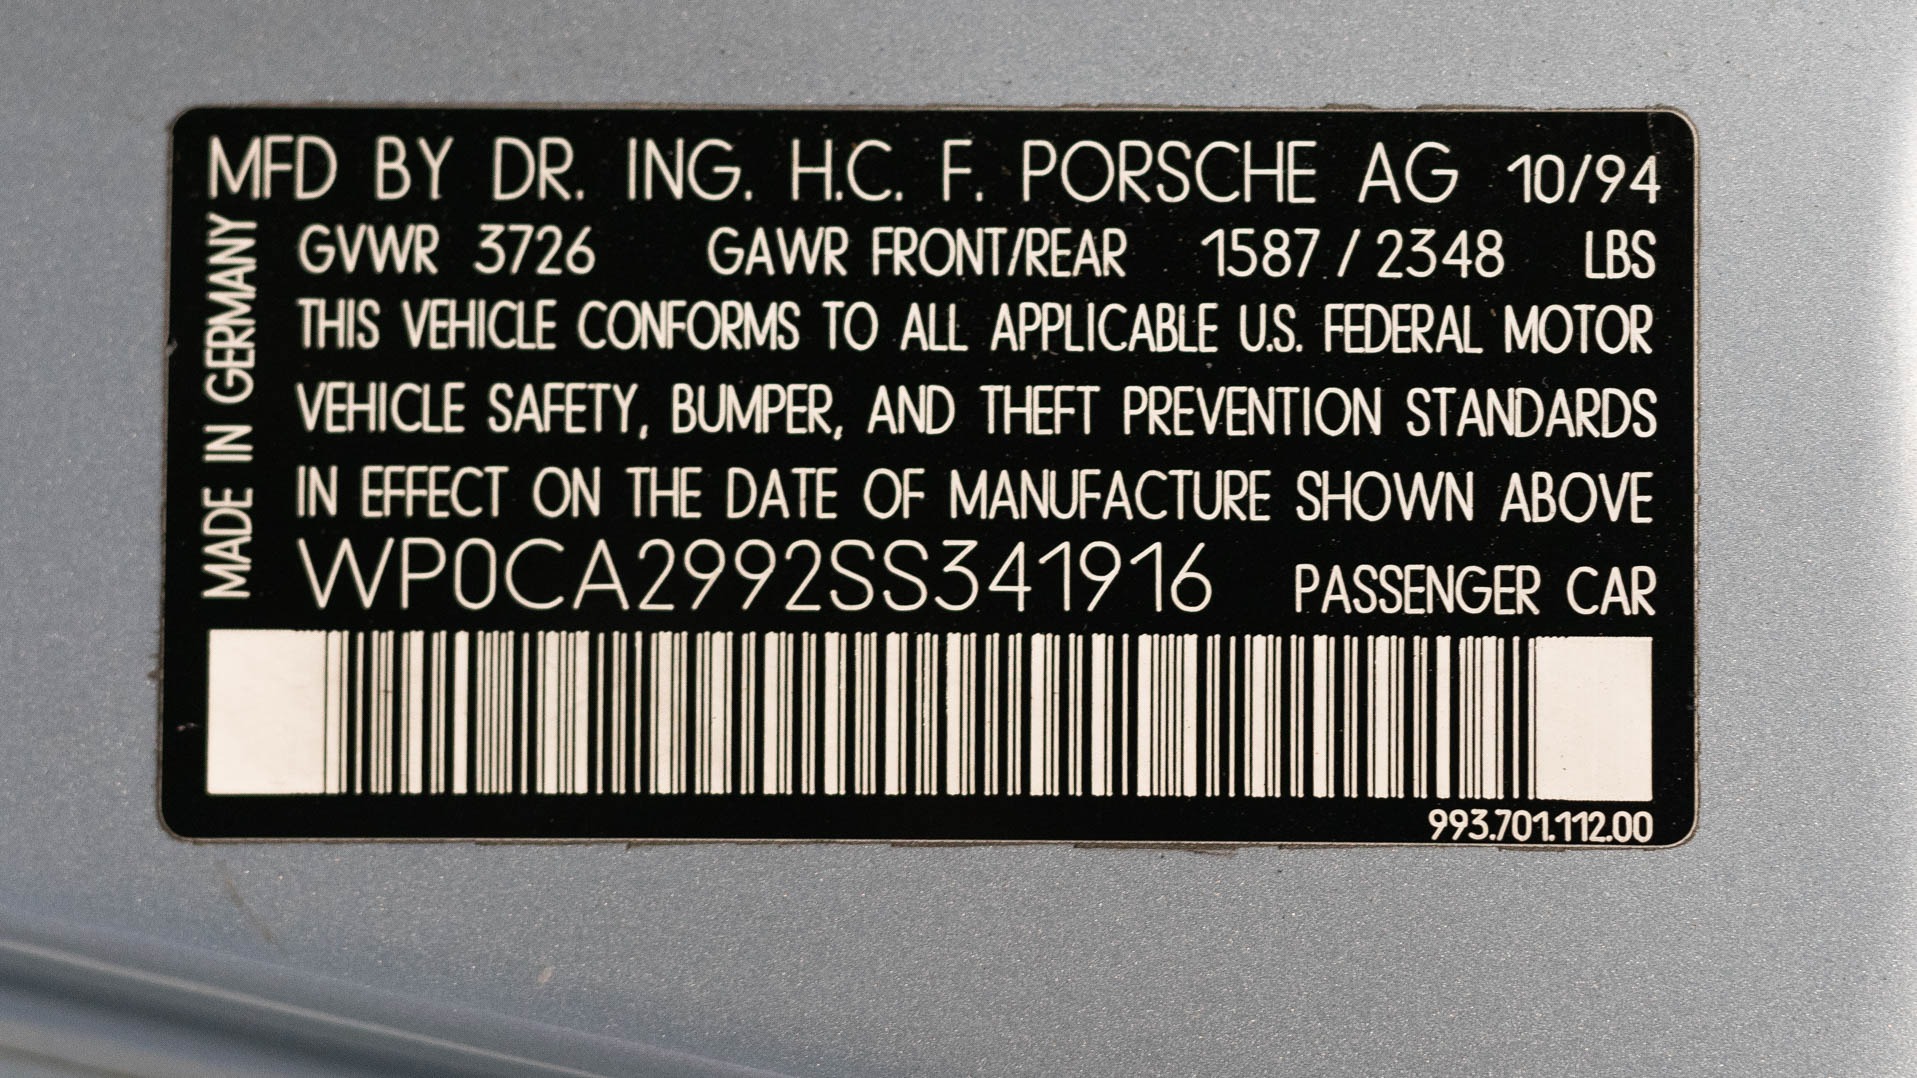 MFD BY DR. ING. H.C. F. PORSCHE AG 10/94
MADE IN GERMANY
GVWR 3726 GAWR FRONT/REAR 1587 / 2348 LBS
THIS VEHICLE CONFORMS TO ALL APPLICABLE U.S. FEDERAL MOTOR
VEHICLE SAFETY, BUMPER, AND THEFT PREVENTION STANDARDS
IN EFFECT ON THE DATE OF MANUFACTURE SHOWN ABOVE
WP0CA2992SS341916 PASSENGER CAR
993.701.112.00